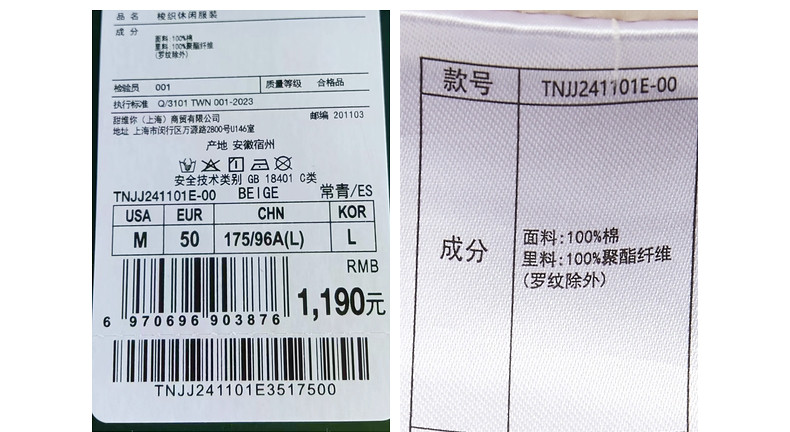 品 名 梭织休闲服装
成 分 面料:100%棉
里料:100%聚酯纤维
(罗纹除外)
检验员 001 质量等级 合格品
执行标准 Q/3101 TWN 001-2023
甜维你（上海）商贸有限公司 邮编 201103
地址 上海市闵行区万源路2800号U146室
产地 安徽宿州
安全技术类别 GB 18401 C类
TNJJ241101E-00 BEIGE 常青/ES
USA EUR CHN KOR
M 50 175/96A(L) L
RMB
1,190元
6 970696 903876
TNJJ241101E3517500
款号 TNJJ241101E-00
成分 面料:100%棉
里料:100%聚酯纤维
(罗纹除外)